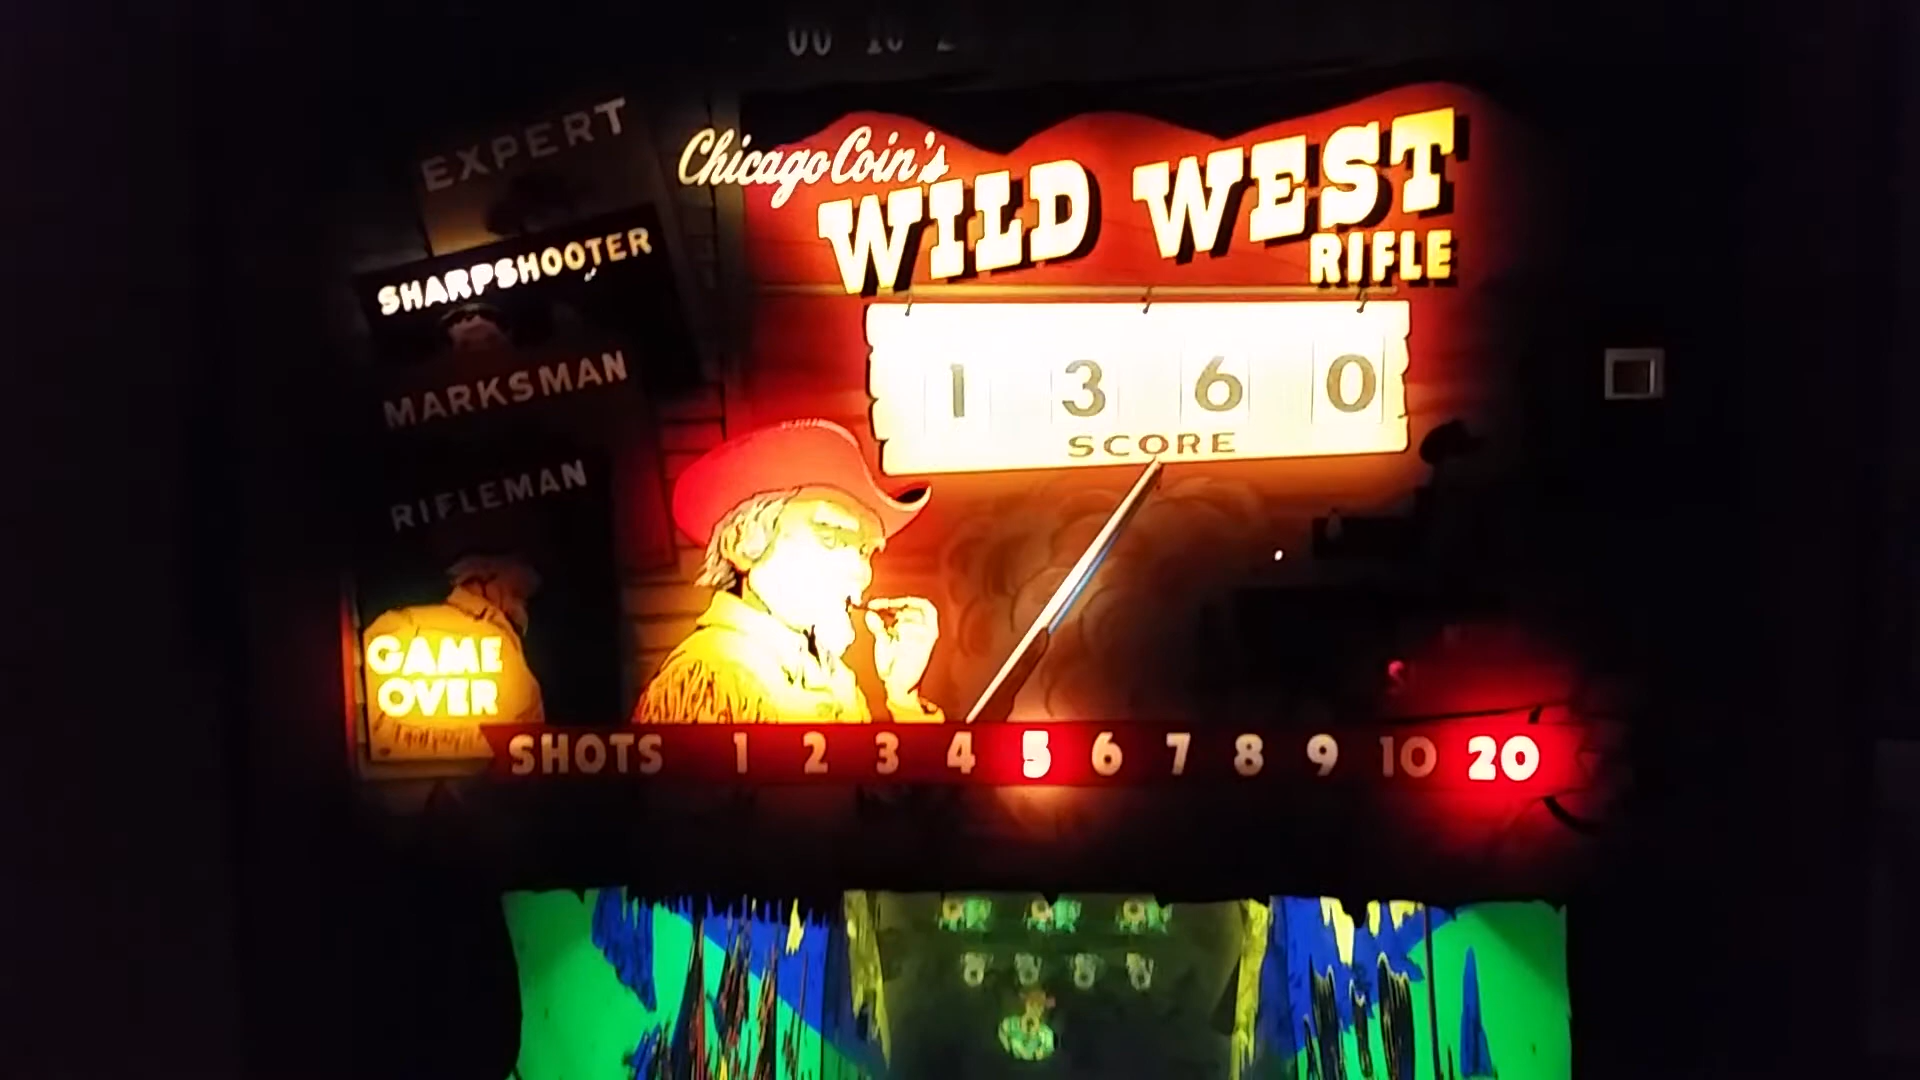 EXPERT
SHARPSHOOTER
MARKSMAN
RIFLEMAN
GAME
OVER
Chicago Coin's
WILD WEST
RIFLE
1 3 6 0
SCORE
SHOTS 1 2 3 4 5 6 7 8 9 10 20